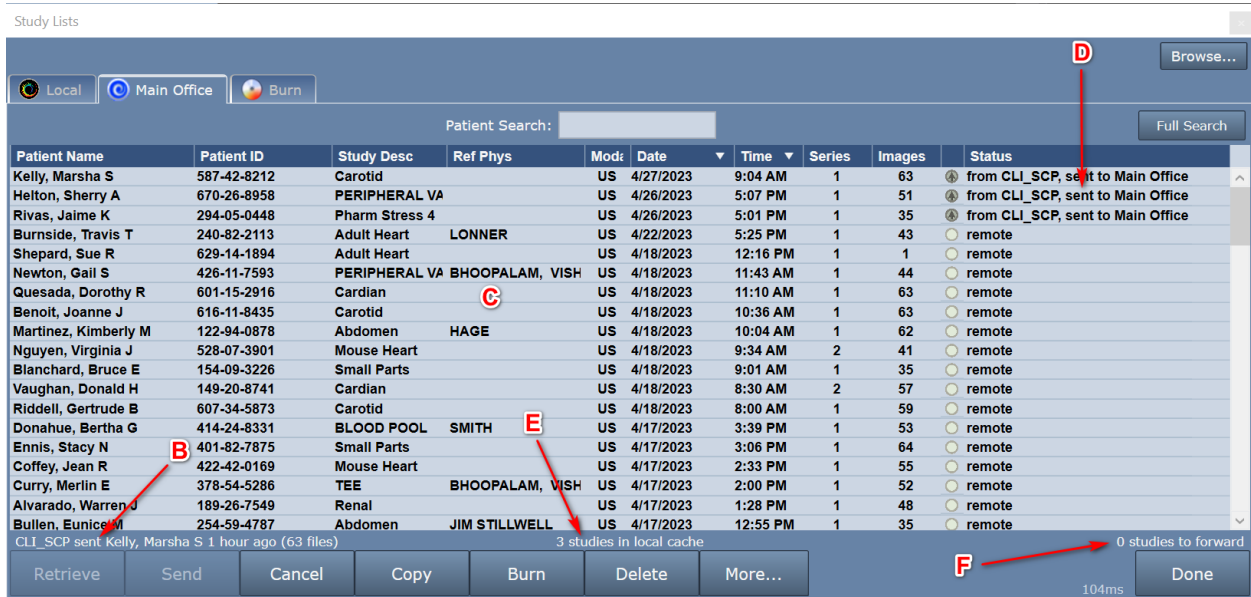 Study Lists
D
Browse...
Local Main Office Burn
Patient Search: Full Search
Patient Name Patient ID Study Desc Ref Phys Moda Date Time Series Images Status
Kelly, Marsha S 587-42-8212 Carotid US 4/27/2023 9:04 AM 1 63 from CLI_SCP, sent to Main Office
Helton, Sherry A 670-26-8958 PERIPHERAL VA US 4/26/2023 5:07 PM 1 51 from CLI_SCP, sent to Main Office
Rivas, Jaime K 294-05-0448 Pharm Stress 4 US 4/26/2023 5:01 PM 1 35 from CLI_SCP, sent to Main Office
Burnside, Travis T 240-82-2113 Adult Heart LONNER US 4/22/2023 5:25 PM 1 43 remote
Shepard, Sue R 629-14-1894 Adult Heart US 4/18/2023 12:16 PM 1 1 remote
Newton, Gail S 426-11-7593 PERIPHERAL VA BHOOPALAM, VISH US 4/18/2023 11:43 AM 1 44 remote
Quesada, Dorothy R 601-15-2916 Cardian US 4/18/2023 11:10 AM 1 63 remote
C
Benoit, Joanne J 616-11-8435 Carotid US 4/18/2023 10:36 AM 1 63 remote
Martinez, Kimberly M 122-94-0878 Abdomen HAGE US 4/18/2023 10:04 AM 1 62 remote
Nguyen, Virginia J 528-07-3901 Mouse Heart US 4/18/2023 9:34 AM 2 41 remote
Blanchard, Bruce E 154-09-3226 Small Parts US 4/18/2023 9:01 AM 1 35 remote
Vaughan, Donald H 149-20-8741 Cardian US 4/18/2023 8:30 AM 2 57 remote
Riddell, Gertrude B 607-34-5873 Carotid US 4/18/2023 8:00 AM 1 59 remote
Donahue, Bertha G 414-24-8331 BLOOD POOL SMITH E US 4/17/2023 3:39 PM 1 53 remote
Ennis, Stacy N B 401-82-7875 Small Parts US 4/17/2023 3:06 PM 1 64 remote
Coffey, Jean R 422-42-0169 Mouse Heart US 4/17/2023 2:33 PM 1 55 remote
Curry, Merlin E 378-54-5286 TEE BHOOPALAM, VISH US 4/17/2023 2:00 PM 1 52 remote
Alvarado, Warren J 189-26-7549 Renal US 4/17/2023 1:28 PM 1 48 remote
Bullen, Eunice M 254-59-4787 Abdomen JIM STILLWELL US 4/17/2023 12:55 PM 1 35 remote
CLI_SCP sent Kelly, Marsha S 1 hour ago (63 files) 3 studies in local cache 0 studies to forward
F
Retrieve Send Cancel Copy Burn Delete More... 104ms Done